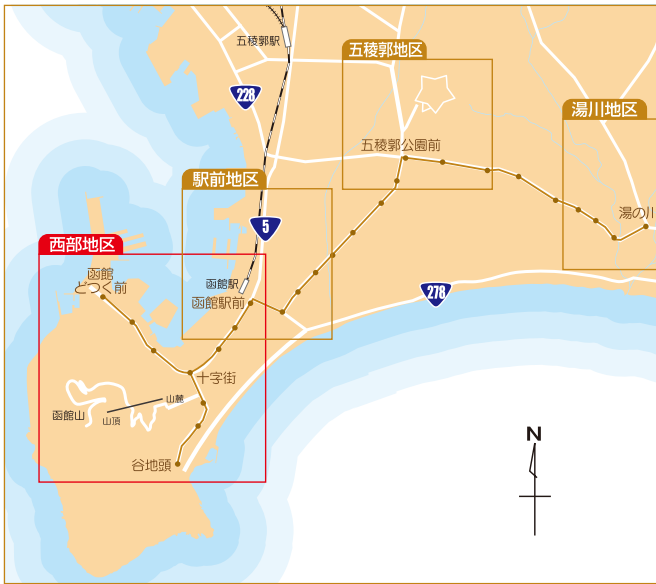 五稜郭駅
五稜郭地区
228
湯川地区
五稜郭公園前
駅前地区
湯の川
5
西部地区
函館
どつく前
函館駅
函館駅前
278
十字街
山麓
函館山
山頂
谷地頭
N